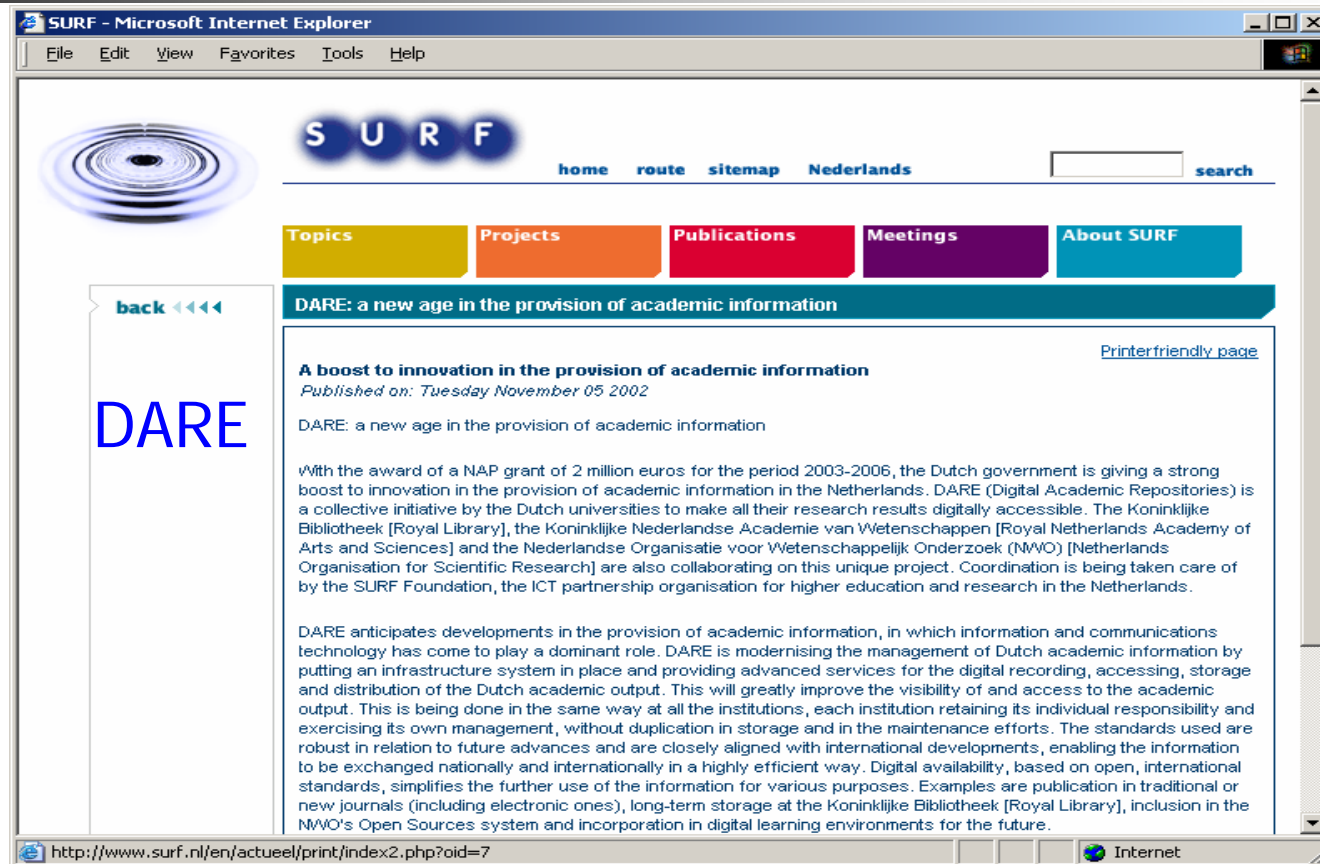 SURF - Microsoft Internet Explorer
File Edit View Favorites Tools Help
S U R F
home route sitemap Nederlands search
Topics Projects Publications Meetings About SURF
back
DARE: a new age in the provision of academic information
Printerfriendly page
A boost to innovation in the provision of academic information
Published on: Tuesday November 05 2002
DARE
DARE: a new age in the provision of academic information
With the award of a NAP grant of 2 million euros for the period 2003-2006, the Dutch government is giving a strong
boost to innovation in the provision of academic information in the Netherlands. DARE (Digital Academic Repositories) is
a collective initiative by the Dutch universities to make all their research results digitally accessible. The Koninklijke
Bibliotheek [Royal Library], the Koninklijke Nederlandse Academie van Wetenschappen [Royal Netherlands Academy of
Arts and Sciences] and the Nederlandse Organisatie voor Wetenschappelijk Onderzoek (NWO) [Netherlands
Organisation for Scientific Research] are also collaborating on this unique project. Coordination is being taken care of
by the SURF Foundation, the ICT partnership organisation for higher education and research in the Netherlands.
DARE anticipates developments in the provision of academic information, in which information and communications
technology has come to play a dominant role. DARE is modernising the management of Dutch academic information by
putting an infrastructure system in place and providing advanced services for the digital recording, accessing, storage
and distribution of the Dutch academic output. This will greatly improve the visibility of and access to the academic
output. This is being done in the same way at all the institutions, each institution retaining its individual responsibility and
exercising its own management, without duplication in storage and in the maintenance efforts. The standards used are
robust in relation to future advances and are closely aligned with international developments, enabling the information
to be exchanged nationally and internationally in a highly efficient way. Digital availability, based on open, international
standards, simplifies the further use of the information for various purposes. Examples are publication in traditional or
new journals (including electronic ones), long-term storage at the Koninklijke Bibliotheek [Royal Library], inclusion in the
NWO's Open Sources system and incorporation in digital learning environments for the future.
http://www.surf.nl/en/actueel/print/index2.php?oid=7 Internet